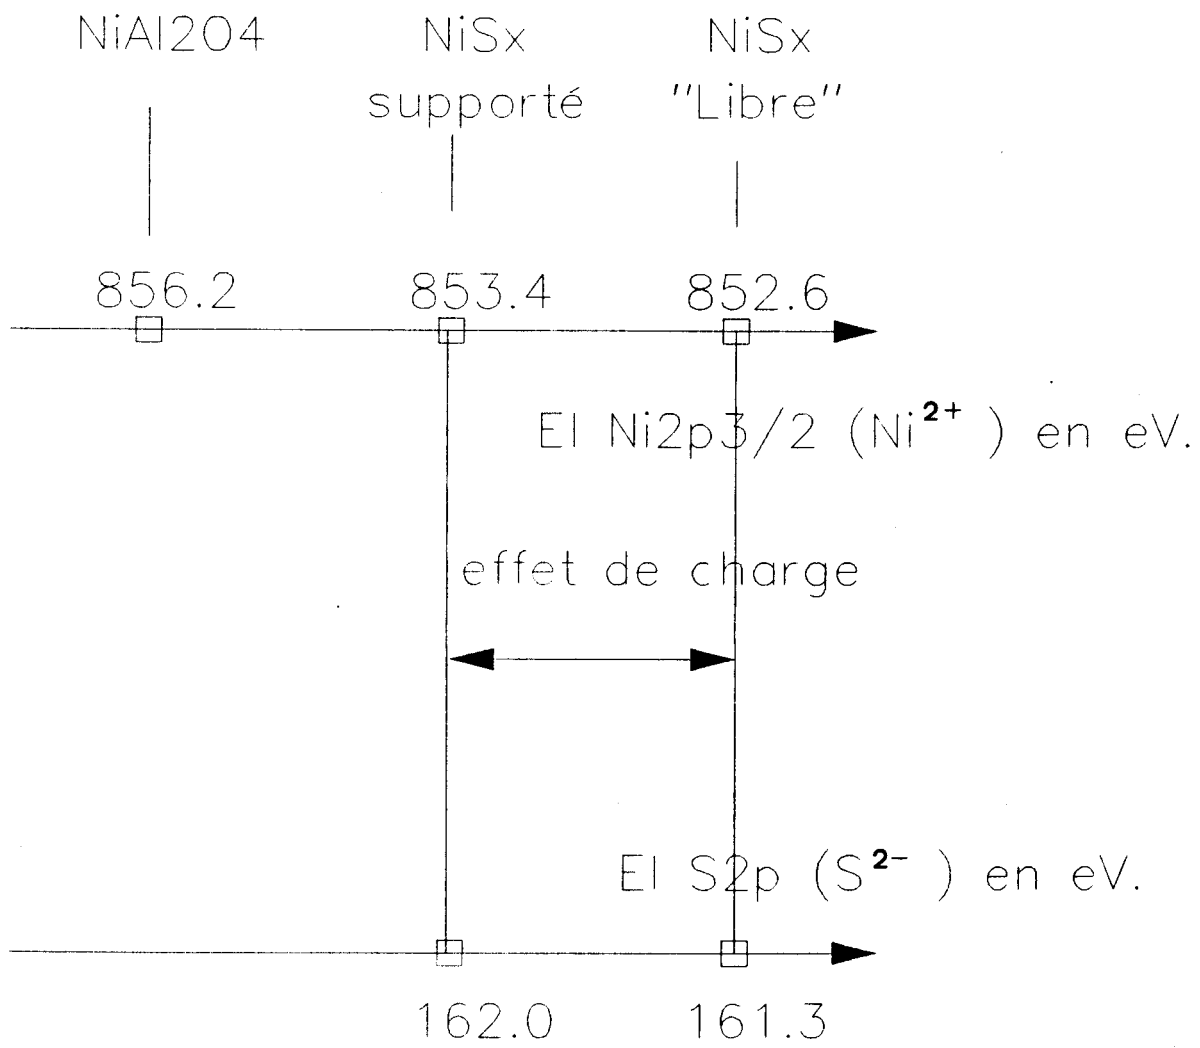 NiAl2O4 NiSx NiSx
supporté "Libre"
856.2 853.4 852.6
El Ni2p3/2 (Ni²⁺ ) en eV.
effet de charge
El S2p (S²⁻ ) en eV.
162.0 161.3